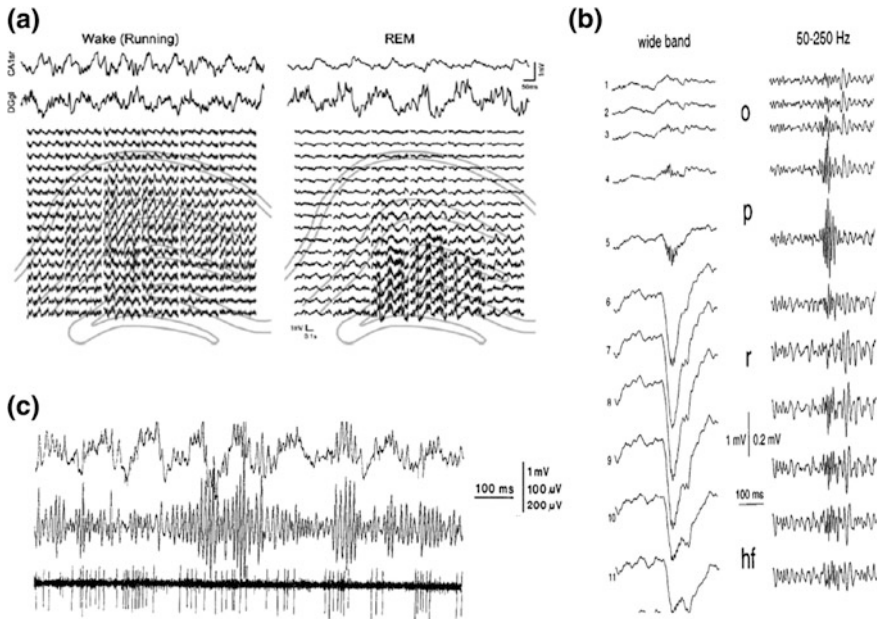 (a)
Wake (Running)
REM
CA1sr
DGgl
1mV
50ms
1mV
0.1s
(b)
wide band
50-250 Hz
1
2
3
4
5
6
7
8
9
10
11
o
p
r
hf
1 mV
0.2 mV
100 ms
(c)
100 ms
1mV
100 µV
200 µV